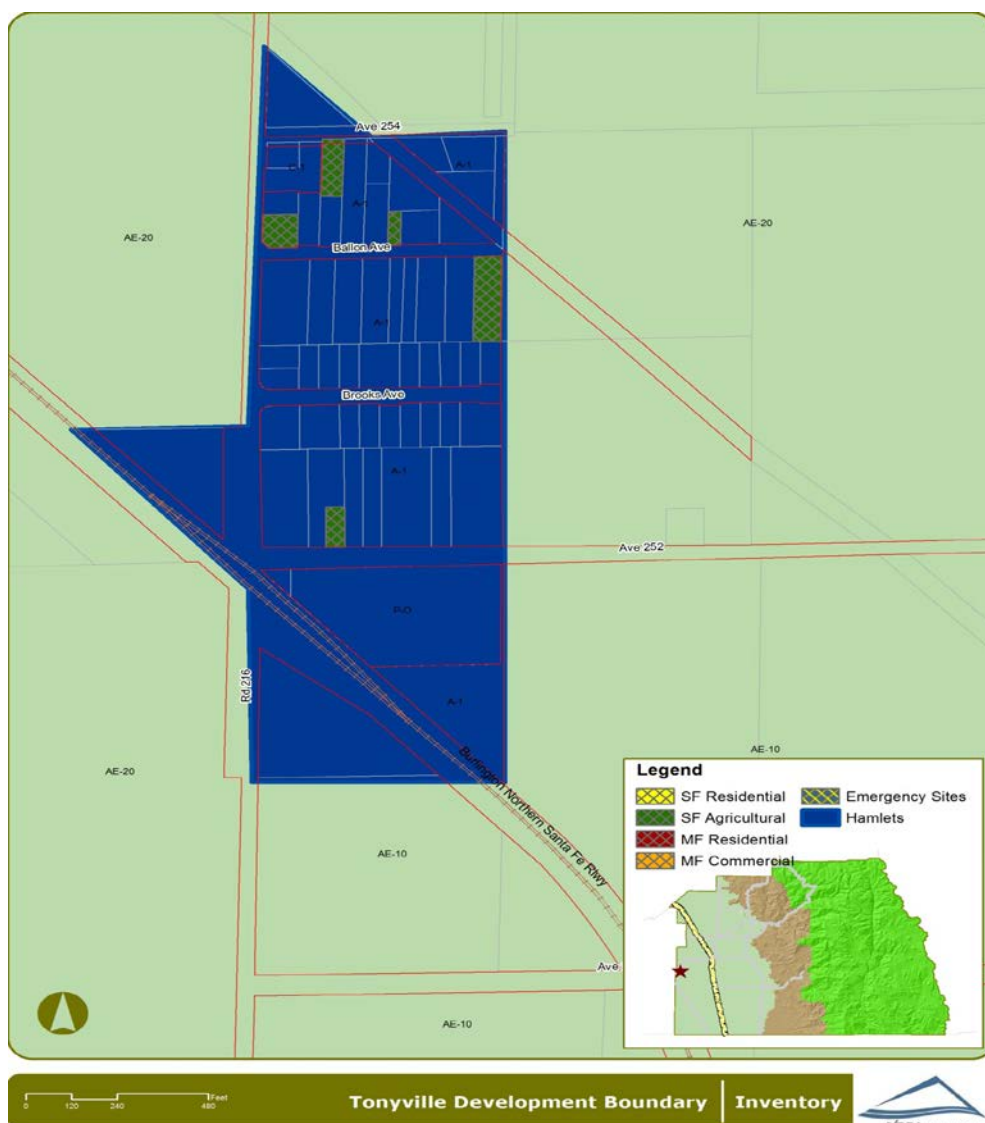 Ave 254
A-1
A-1
AE-20
AE-20
Ballon Ave
A-1
Brooks Ave
A-1
Ave 252
P-O
Rd 216
A-1
AE-20
AE-10
Burlington Northern Santa Fe Rlwy
AE-10
Ave
AE-10
Legend
SF Residential
SF Agricultural
MF Residential
MF Commercial
Emergency Sites
Hamlets
Feet
0 120 240 480
Tonyville Development Boundary | Inventory